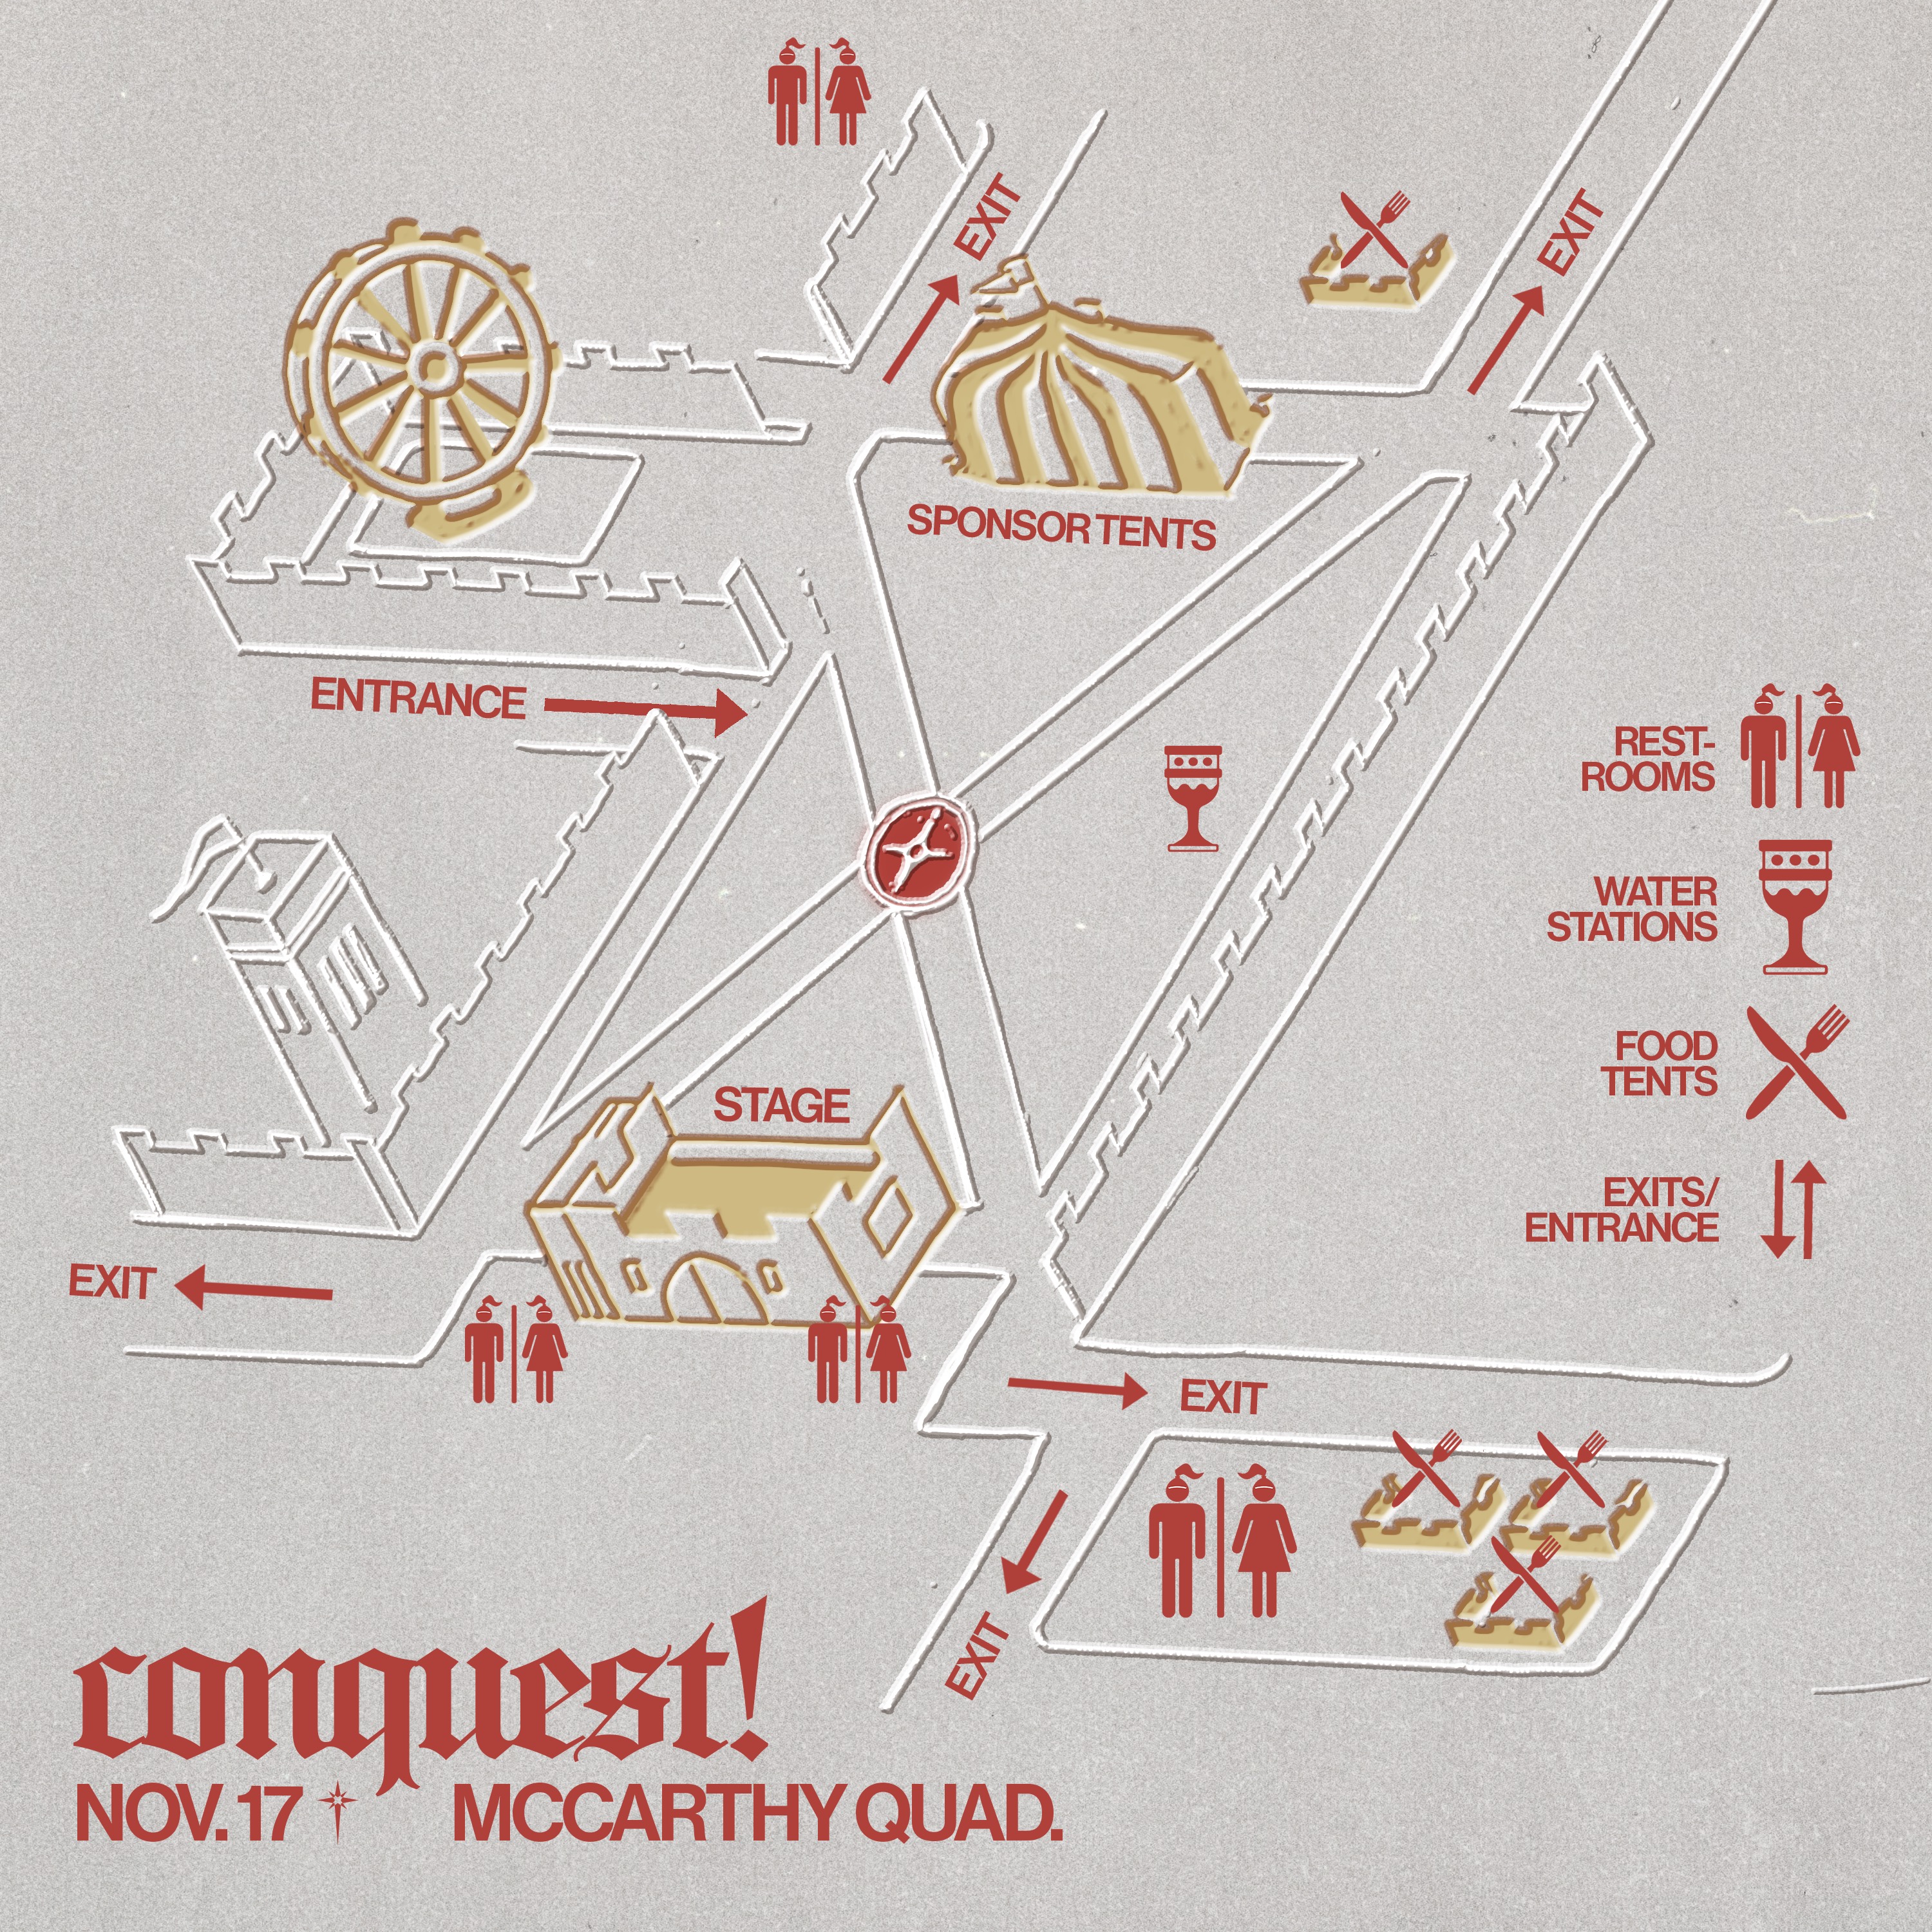 EXIT
EXIT
SPONSOR TENTS
ENTRANCE
REST-
ROOMS
WATER
STATIONS
FOOD
TENTS
STAGE
EXITS/
ENTRANCE
EXIT
EXIT
EXIT
conquest!
NOV. 17 MCCARTHY QUAD.